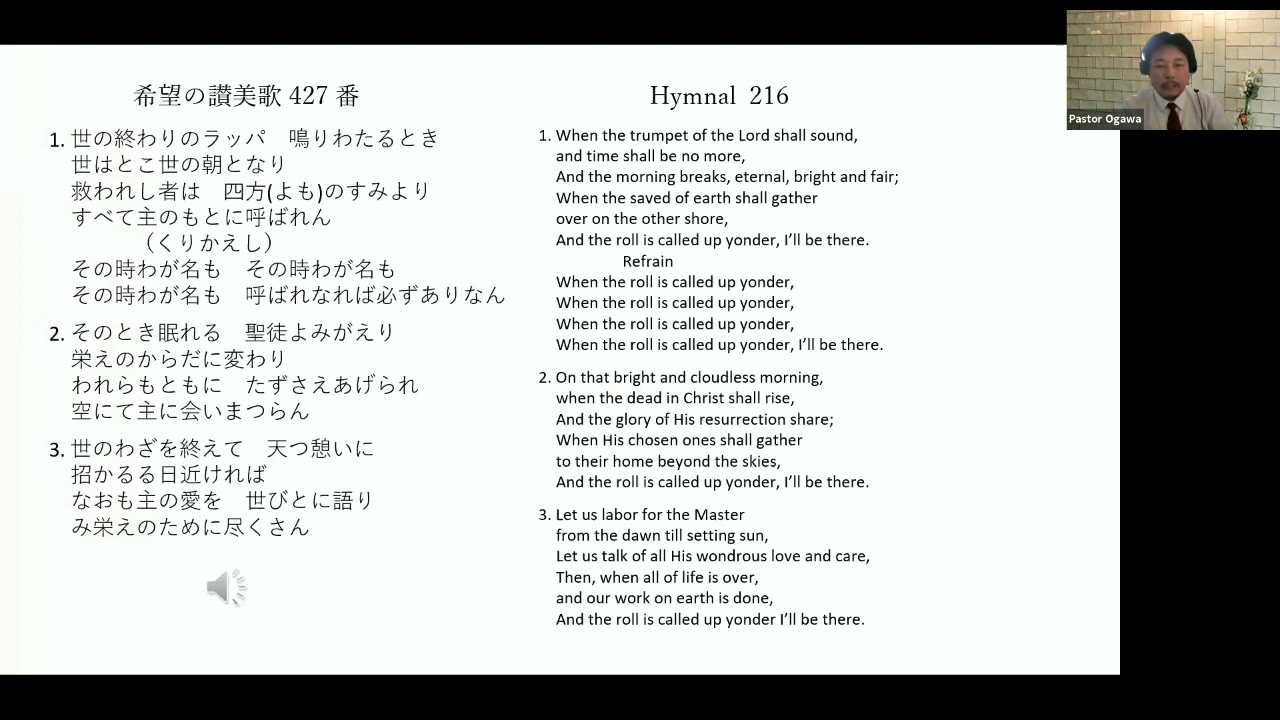 希望の讃美歌 427 番
1. 世の終わりのラッパ 鳴りわたるとき
世はとこ世の朝となり
救われし者は 四方(よも)のすみより
すべて主のもとに呼ばれん
（くりかえし）
その時わが名も その時わが名も
その時わが名も 呼ばれなれば必ずありなん
2. そのとき眠れる 聖徒よみがえり
栄えのからだに変わり
われらもともに たずさえあげられ
空にて主に会いまつらん
3. 世のわざを終えて 天つ憩いに
招かるる日近ければ
なおも主の愛を 世びとに語り
み栄えのために尽くさん
Hymnal 216
1. When the trumpet of the Lord shall sound,
and time shall be no more,
And the morning breaks, eternal, bright and fair;
When the saved of earth shall gather
over on the other shore,
And the roll is called up yonder, I’ll be there.
Refrain
When the roll is called up yonder,
When the roll is called up yonder,
When the roll is called up yonder,
When the roll is called up yonder, I’ll be there.
2. On that bright and cloudless morning,
when the dead in Christ shall rise,
And the glory of His resurrection share;
When His chosen ones shall gather
to their home beyond the skies,
And the roll is called up yonder, I’ll be there.
3. Let us labor for the Master
from the dawn till setting sun,
Let us talk of all His wondrous love and care,
Then, when all of life is over,
and our work on earth is done,
And the roll is called up yonder I’ll be there.
Pastor Ogawa